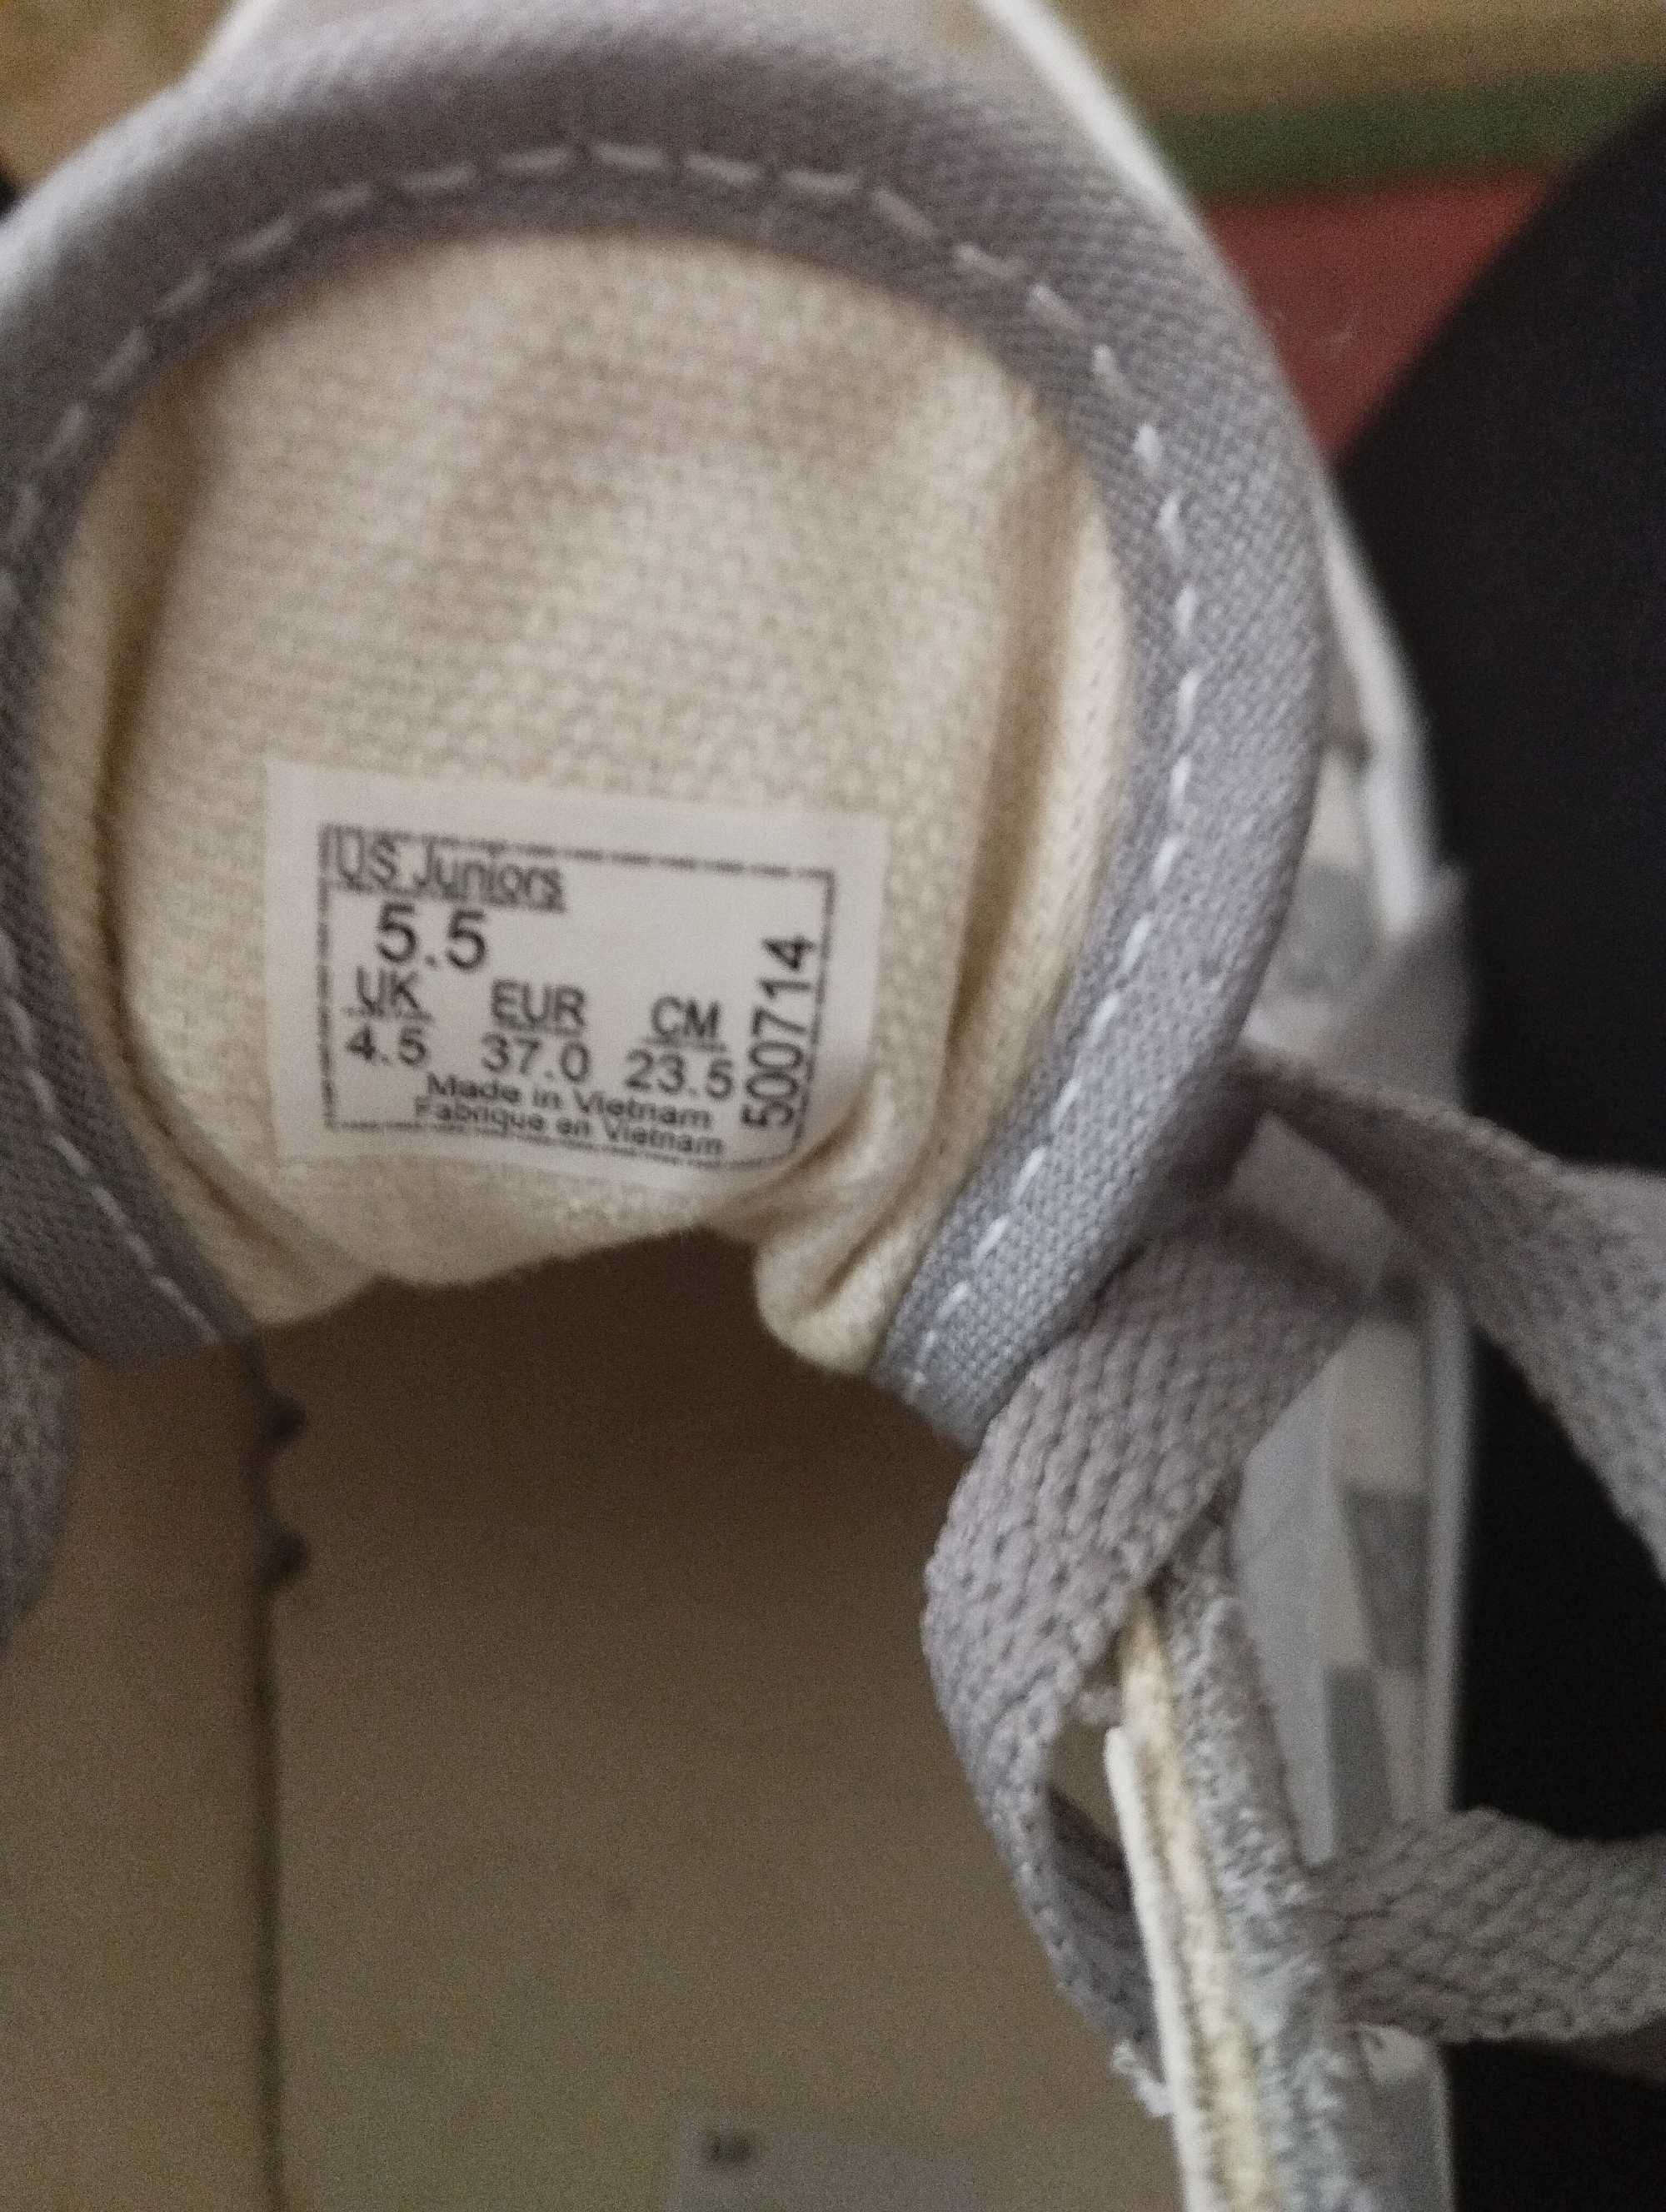 US Juniors
5.5
UK EUR CM
4.5 37.0 23.5
Made in Vietnam
Fabrique en Vietnam
500714